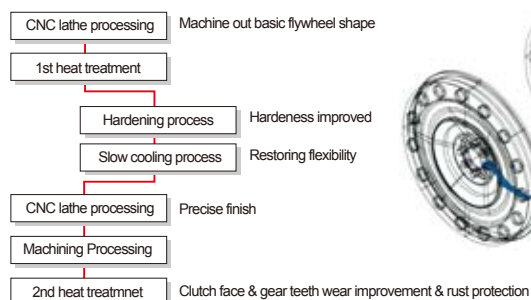 CNC lathe processing Machine out basic flywheel shape
1st heat treatment
Hardening process Hardeness improved
Slow cooling process Restoring flexibility
CNC lathe processing Precise finish
Machining Processing
2nd heat treatmnet Clutch face & gear teeth wear improvement & rust protection